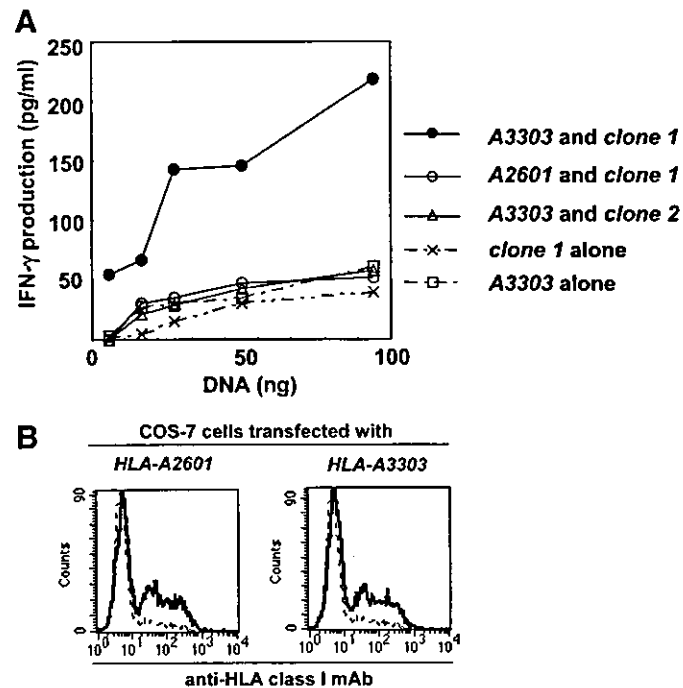 A
IFN-γ production (pg/ml)
250
200
150
100
50
0
50
100
DNA (ng)
A3303 and clone 1
A2601 and clone 1
A3303 and clone 2
clone 1 alone
A3303 alone
B
COS-7 cells transfected with
HLA-A2601
HLA-A3303
Counts
90
0
10⁰ 10¹ 10² 10³ 10⁴
Counts
90
0
10⁰ 10¹ 10² 10³ 10⁴
anti-HLA class I mAb